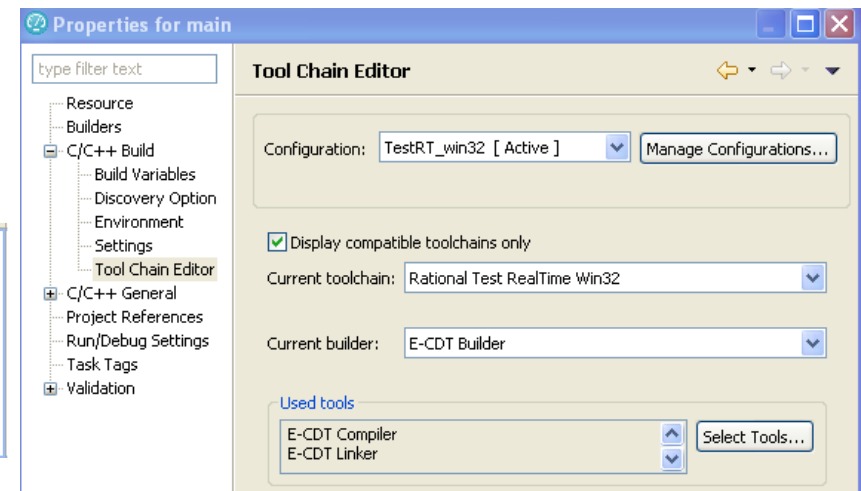 Properties for main
type filter text
Resource
Builders
C/C++ Build
Build Variables
Discovery Option
Environment
Settings
Tool Chain Editor
C/C++ General
Project References
Run/Debug Settings
Task Tags
Validation
Tool Chain Editor
Configuration: TestRT_win32 [ Active ] Manage Configurations...
Display compatible toolchains only
Current toolchain: Rational Test RealTime Win32
Current builder: E-CDT Builder
Used tools
E-CDT Compiler
E-CDT Linker
Select Tools...